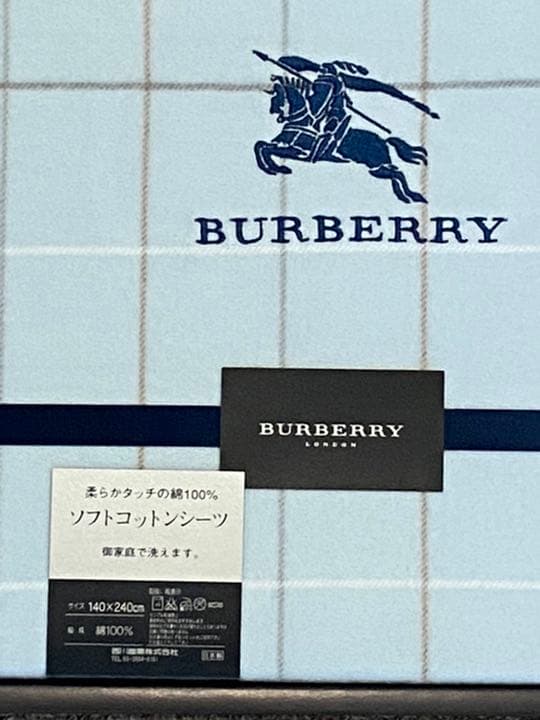 BURBERRY
BURBERRY
LONDON
柔らかタッチの綿100%
ソフトコットンシーツ
御家庭で洗えます。
サイズ 140×240cm
組成 綿100%
西川産業株式会社
日本製